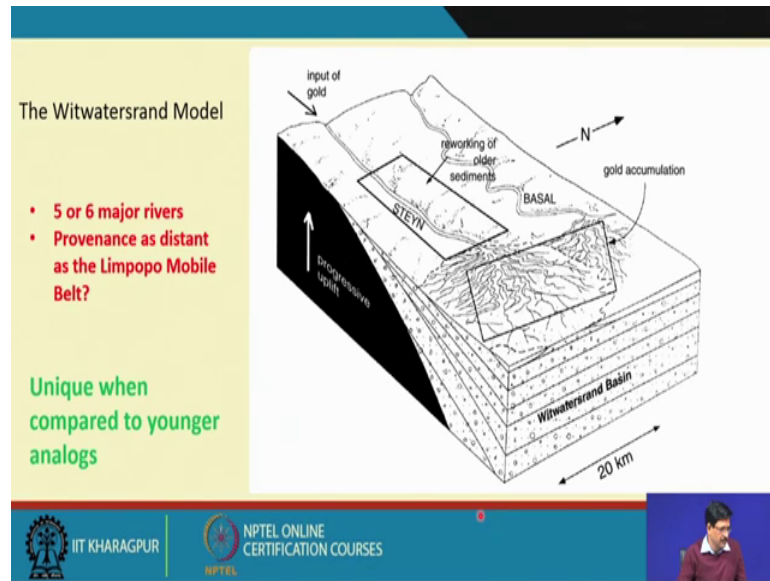 The Witwatersrand Model
• 5 or 6 major rivers
• Provenance as distant
as the Limpopo Mobile
Belt?
Unique when
compared to younger
analogs
input of
gold
N
reworking of
older
sediments
gold accumulation
BASAL
STEYN
progressive
uplift
Witwatersrand Basin
20 km
IIT KHARAGPUR
NPTEL
NPTEL ONLINE
CERTIFICATION COURSES